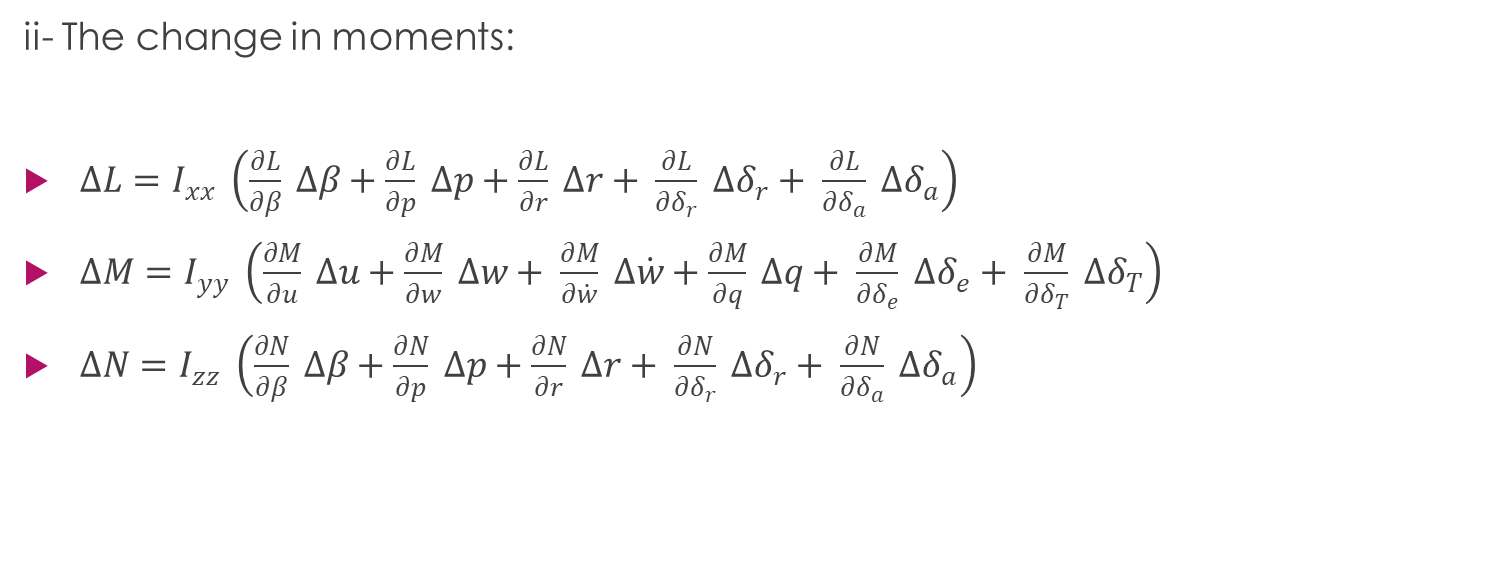 ii- The change in moments:
▶ ΔL = I_xx (∂L/∂β Δβ + ∂L/∂p Δp + ∂L/∂r Δr + ∂L/∂δ_r Δδ_r + ∂L/∂δ_a Δδ_a)
▶ ΔM = I_yy (∂M/∂u Δu + ∂M/∂w Δw + ∂M/∂ẇ Δẇ + ∂M/∂q Δq + ∂M/∂δ_e Δδ_e + ∂M/∂δ_T Δδ_T)
▶ ΔN = I_zz (∂N/∂β Δβ + ∂N/∂p Δp + ∂N/∂r Δr + ∂N/∂δ_r Δδ_r + ∂N/∂δ_a Δδ_a)